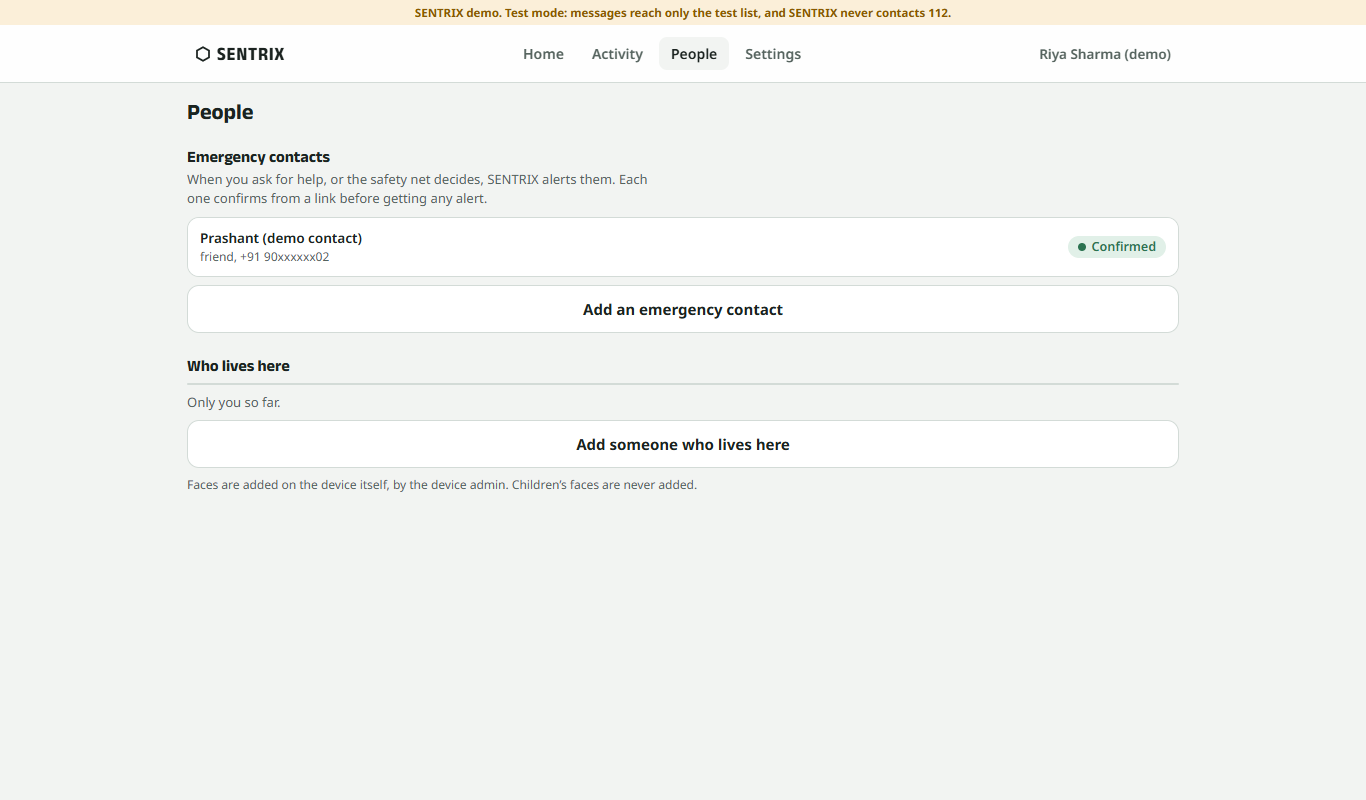 SENTRIX demo. Test mode: messages reach only the test list, and SENTRIX never contacts 112.
SENTRIX
Home
Activity
People
Settings
Riya Sharma (demo)
People
Emergency contacts
When you ask for help, or the safety net decides, SENTRIX alerts them. Each
one confirms from a link before getting any alert.
Prashant (demo contact)
friend, +91 90xxxxxx02
Confirmed
Add an emergency contact
Who lives here
Only you so far.
Add someone who lives here
Faces are added on the device itself, by the device admin. Children’s faces are never added.